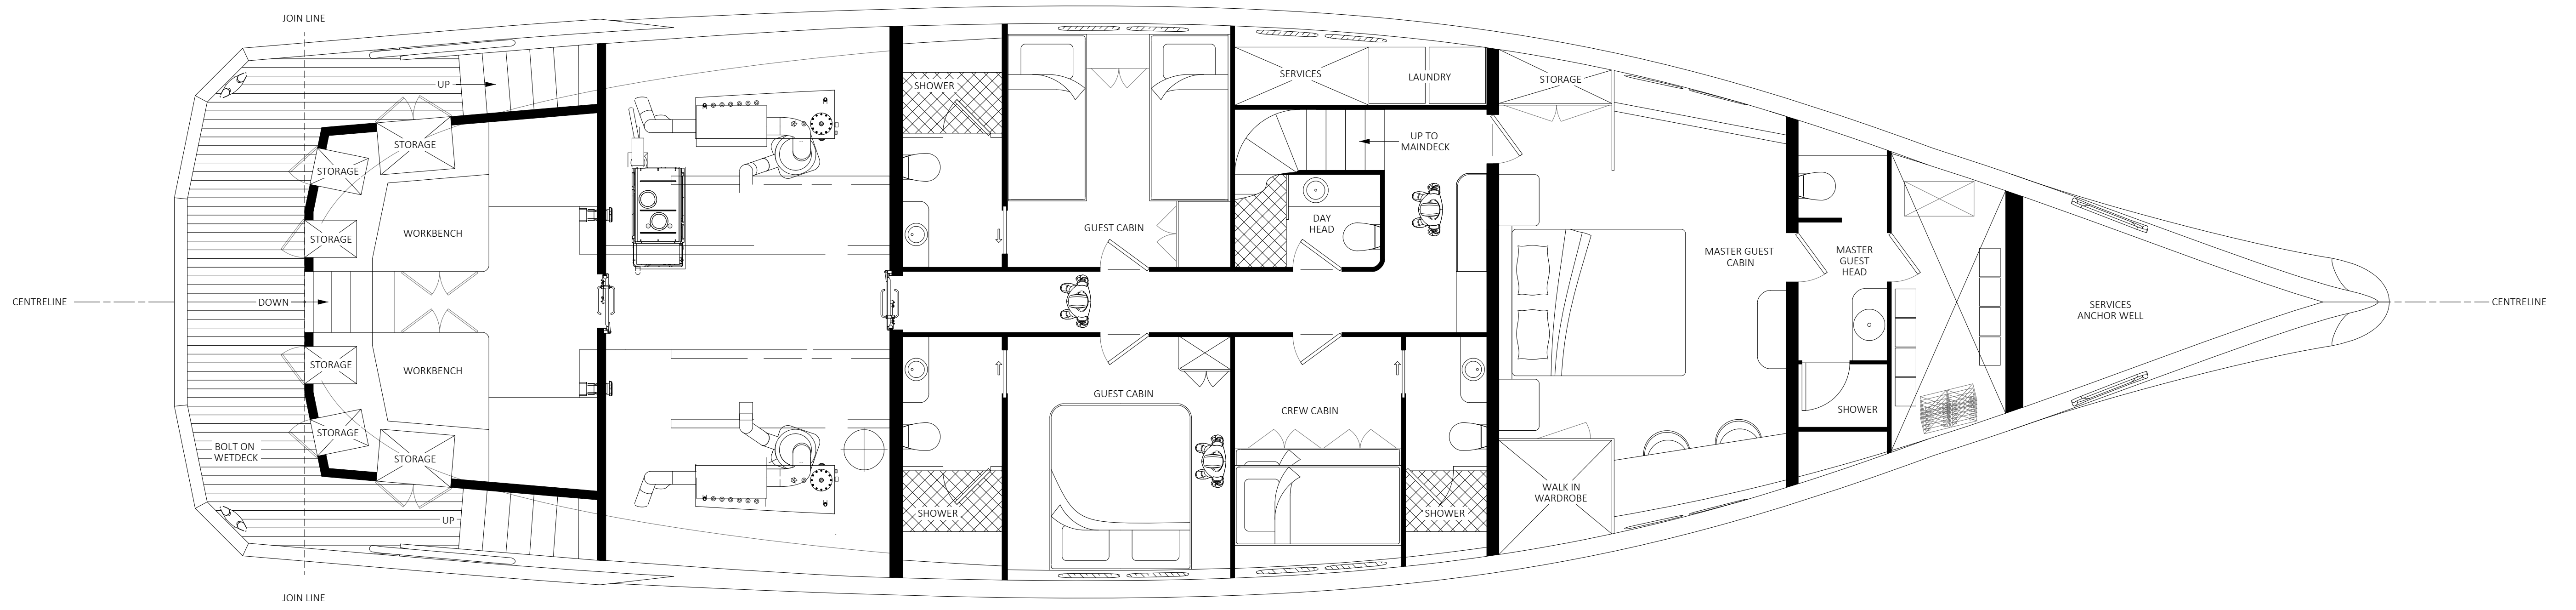 JOIN LINE
UP
STORAGE
STORAGE
STORAGE
WORKBENCH
CENTRELINE
DOWN
STORAGE
WORKBENCH
STORAGE
BOLT ON
WETDECK
STORAGE
UP
JOIN LINE
SHOWER
GUEST CABIN
SERVICES
LAUNDRY
STORAGE
UP TO
MAINDECK
DAY
HEAD
MASTER GUEST
CABIN
MASTER
GUEST
HEAD
SERVICES
ANCHOR WELL
CENTRELINE
GUEST CABIN
CREW CABIN
SHOWER
SHOWER
SHOWER
WALK IN
WARDROBE